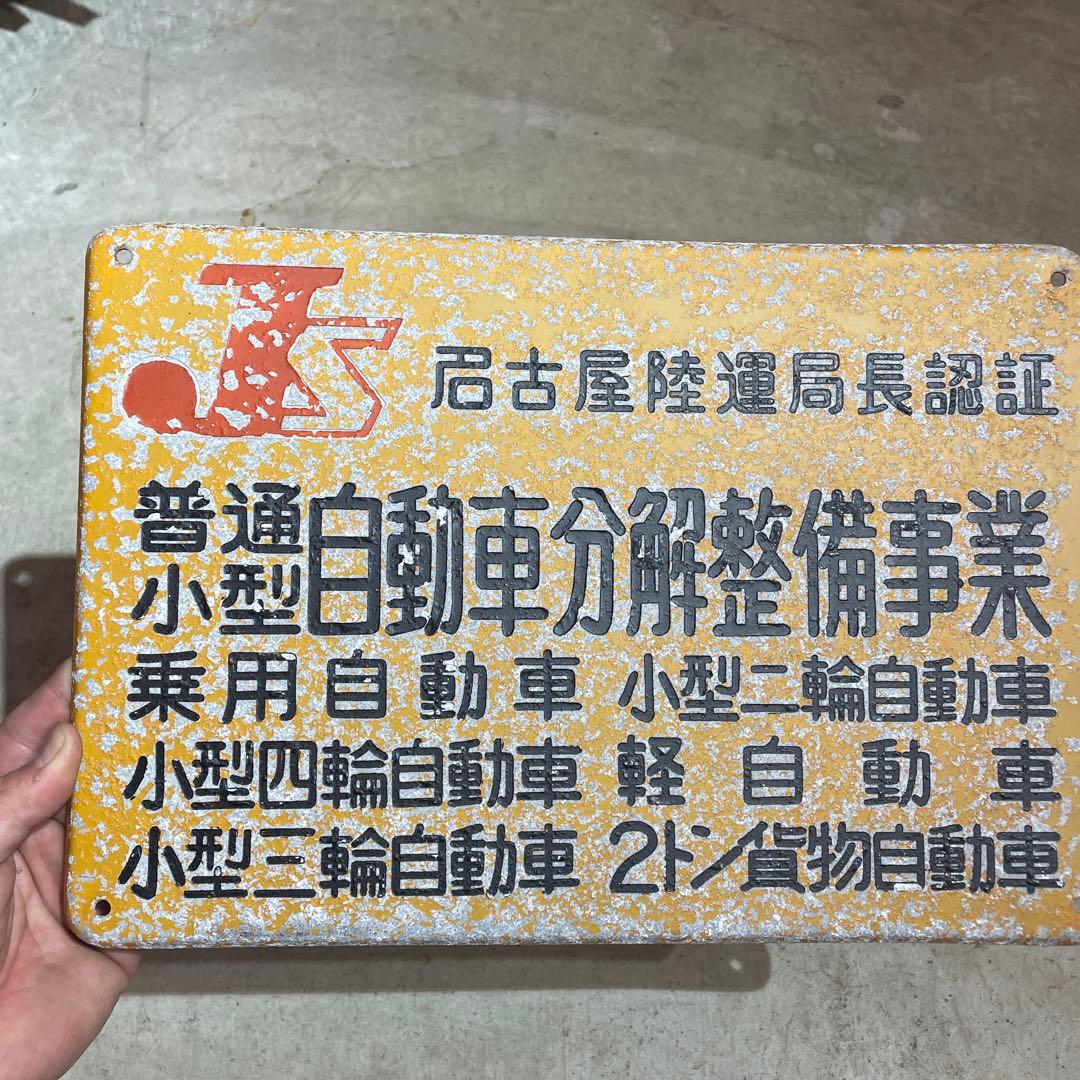 JS
名古屋陸運局長認証
普通
小型
自動車分解整備事業
乗用自動車 小型二輪自動車
小型四輪自動車 軽自動車
小型三輪自動車 2トン貨物自動車